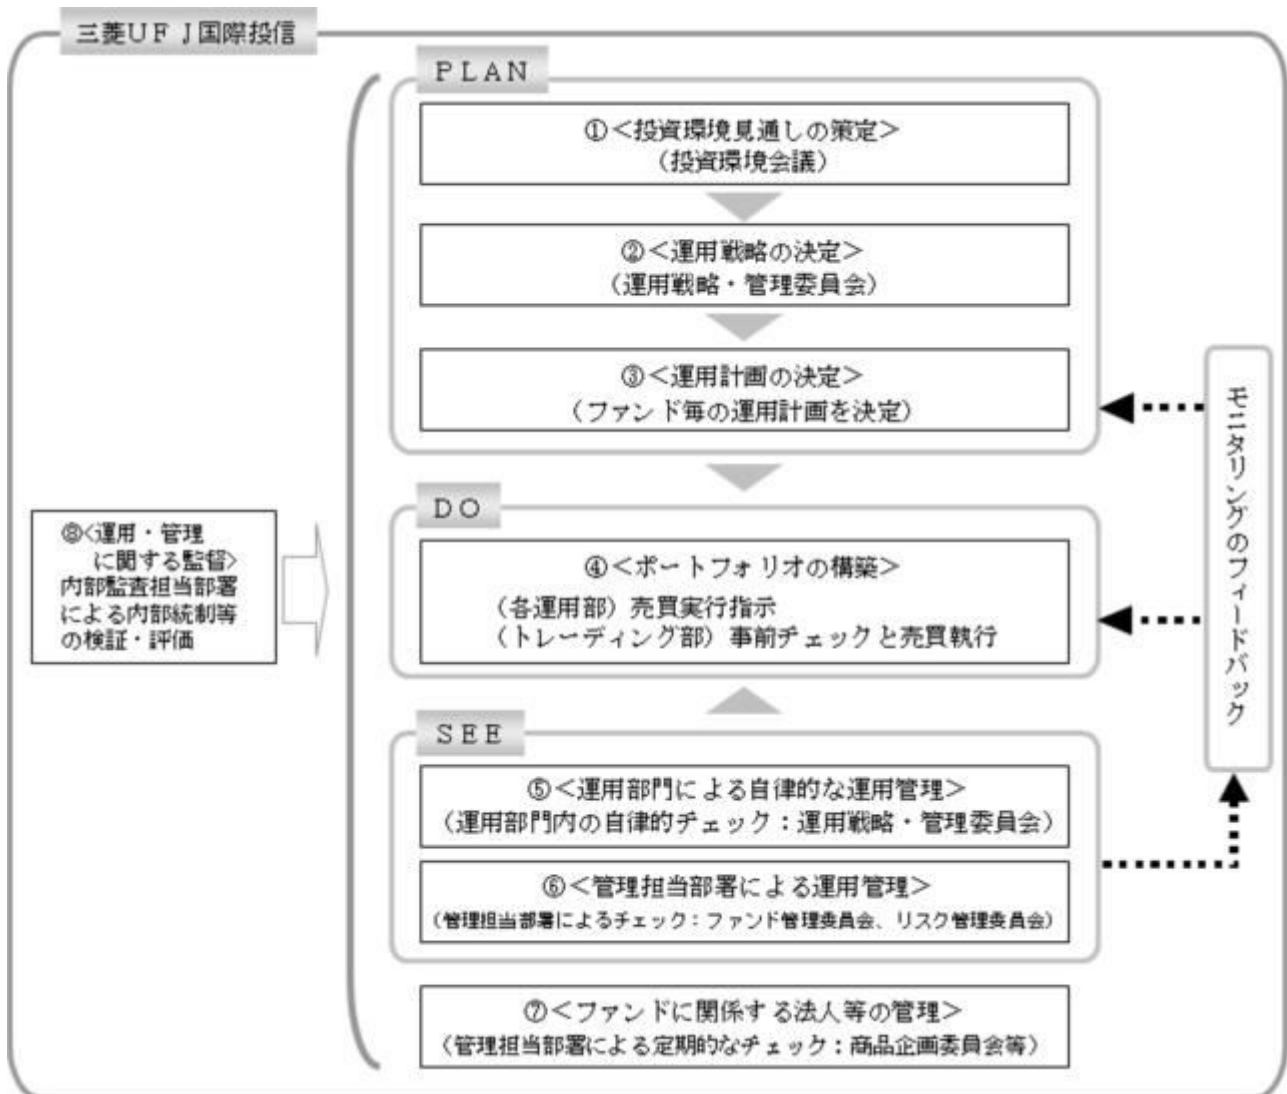 三菱UFJ国際投信
PLAN
①＜投資環境見通しの策定＞
（投資環境会議）
②＜運用戦略の決定＞
（運用戦略・管理委員会）
③＜運用計画の決定＞
（ファンド毎の運用計画を決定）
DO
④＜ポートフォリオの構築＞
（各運用部）売買実行指示
（トレーディング部）事前チェックと売買執行
SEE
⑤＜運用部門による自律的な運用管理＞
（運用部門内の自律的チェック：運用戦略・管理委員会）
⑥＜管理担当部署による運用管理＞
（管理担当部署によるチェック：ファンド管理委員会、リスク管理委員会）
⑦＜ファンドに関係する法人等の管理＞
（管理担当部署による定期的なチェック：商品企画委員会等）
⑧＜運用・管理
に関する監督＞
内部監査担当部署
による内部統制等
の検証・評価
モニタリングのフィードバック